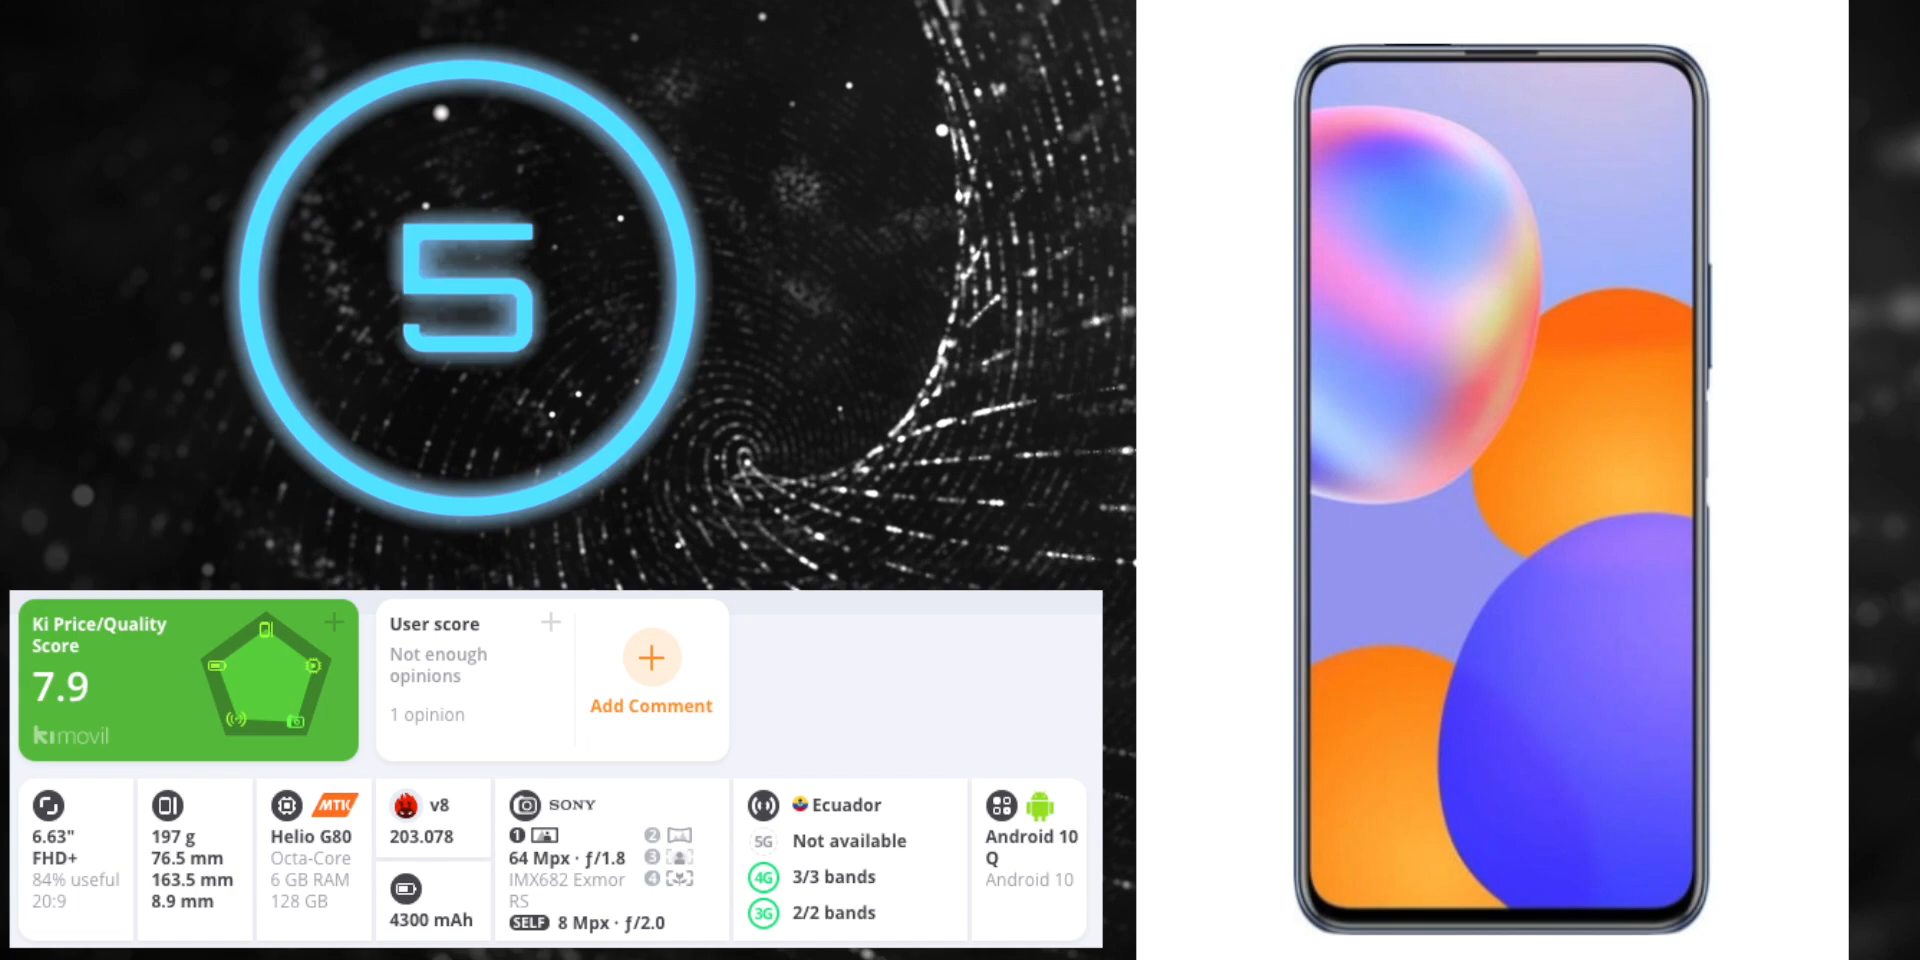 5
Ki Price/Quality
Score
7.9
kimovil
User score
Not enough
opinions
1 opinion
Add Comment
6.63"
FHD+
84% useful
20:9
197 g
76.5 mm
163.5 mm
8.9 mm
MTK
Helio G80
Octa-Core
6 GB RAM
128 GB
v8
203.078
4300 mAh
SONY
1
64 Mpx · ƒ/1.8
IMX682 Exmor
RS
2
3
4
SELF 8 Mpx · ƒ/2.0
Ecuador
5G Not available
4G 3/3 bands
3G 2/2 bands
Android 10
Q
Android 10